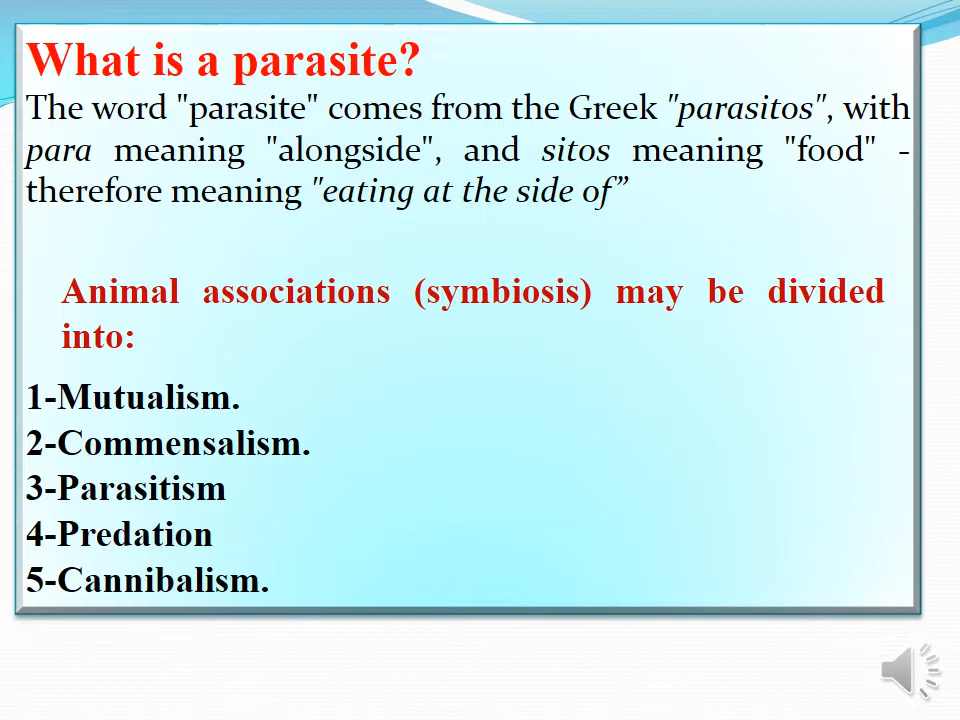 What is a parasite?
The word "parasite" comes from the Greek "parasitos", with
para meaning "alongside", and sitos meaning "food" -
therefore meaning "eating at the side of”
Animal associations (symbiosis) may be divided
into:
1-Mutualism.
2-Commensalism.
3-Parasitism
4-Predation
5-Cannibalism.